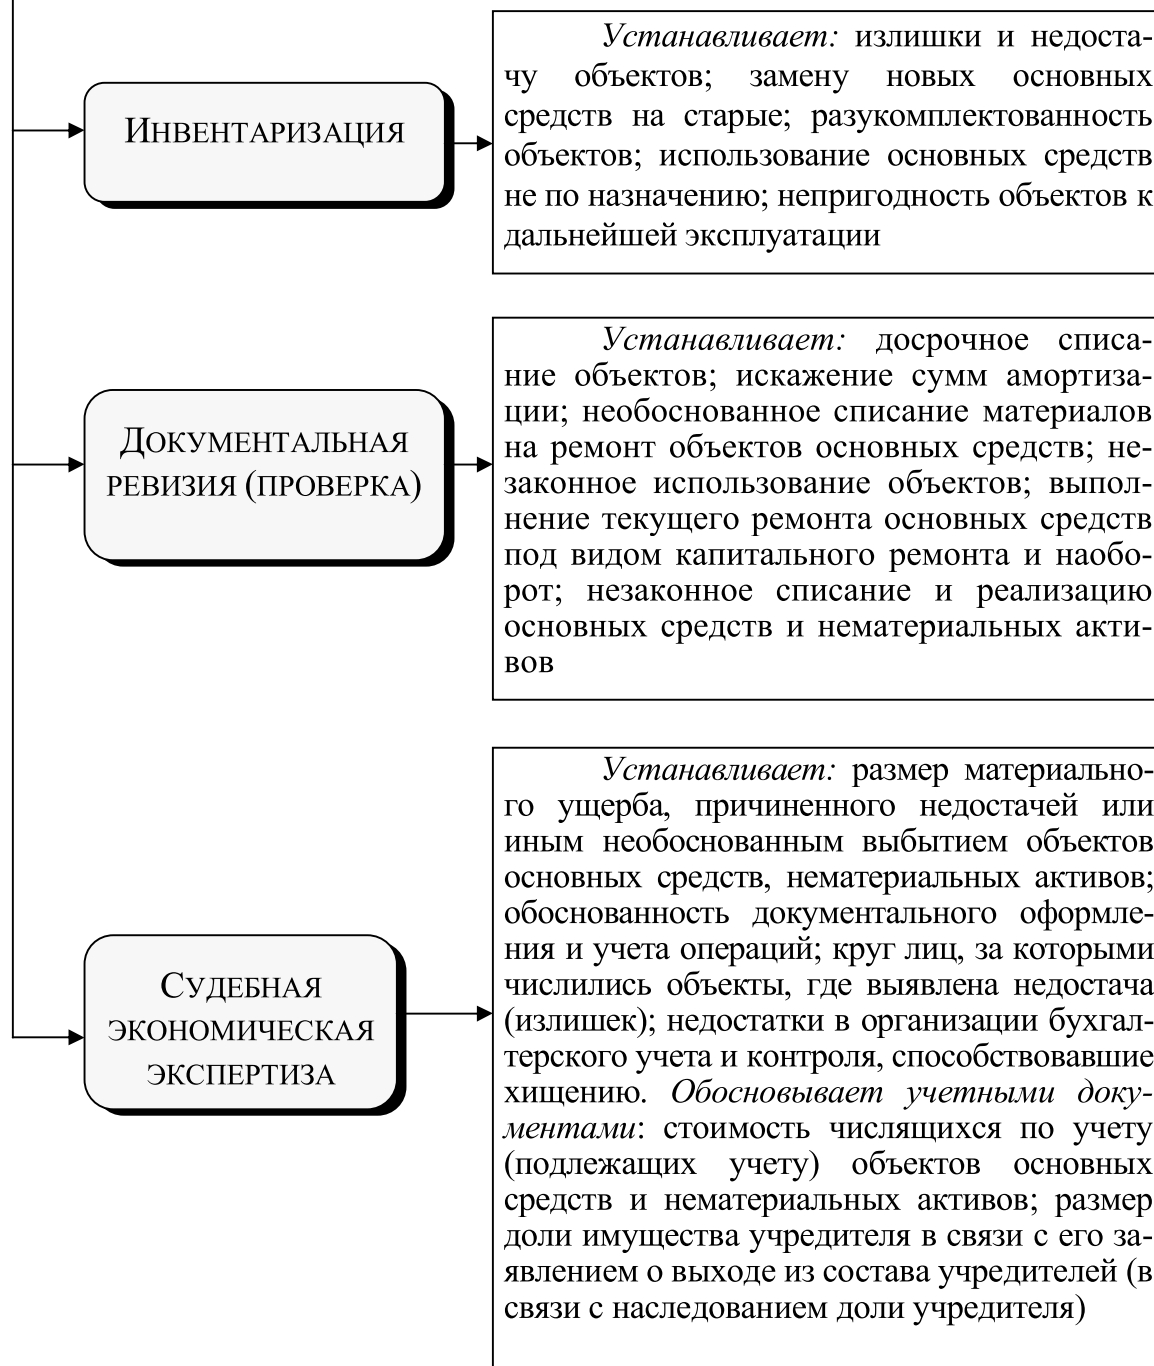 ИНВЕНТАРИЗАЦИЯ
Устанавливает: излишки и недоста-
чу объектов; замену новых основных
средств на старые; разукомплектованность
объектов; использование основных средств
не по назначению; непригодность объектов к
дальнейшей эксплуатации
ДОКУМЕНТАЛЬНАЯ
РЕВИЗИЯ (ПРОВЕРКА)
Устанавливает: досрочное списа-
ние объектов; искажение сумм амортиза-
ции; необоснованное списание материалов
на ремонт объектов основных средств; не-
законное использование объектов; выпол-
нение текущего ремонта основных средств
под видом капитального ремонта и наобо-
рот; незаконное списание и реализацию
основных средств и нематериальных акти-
вов
СУДЕБНАЯ
ЭКОНОМИЧЕСКАЯ
ЭКСПЕРТИЗА
Устанавливает: размер материально-
го ущерба, причиненного недостачей или
иным необоснованным выбытием объектов
основных средств, нематериальных активов;
обоснованность документального оформле-
ния и учета операций; круг лиц, за которыми
числились объекты, где выявлена недостача
(излишек); недостатки в организации бухгал-
терского учета и контроля, способствовавшие
хищению. Обосновывает учетными доку-
ментами: стоимость числящихся по учету
(подлежащих учету) объектов основных
средств и нематериальных активов; размер
доли имущества учредителя в связи с его за-
явлением о выходе из состава учредителей (в
связи с наследованием доли учредителя)